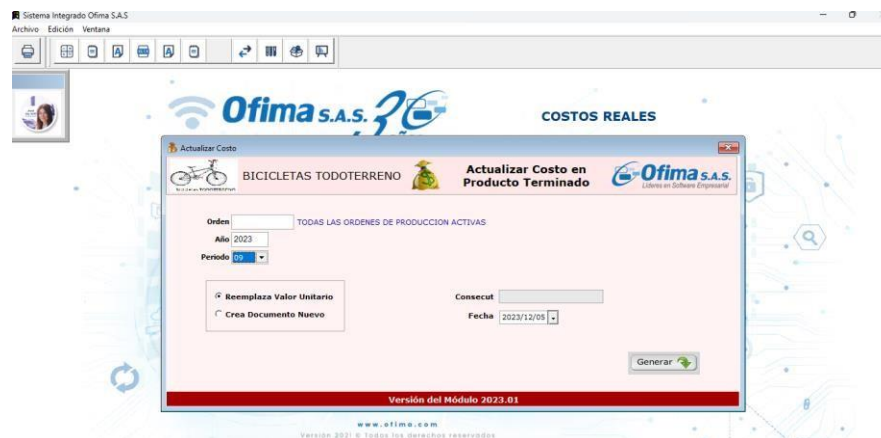 Sistema Integrado Ofima S.A.S
Archivo Edición Ventana
Ofima S.A.S.
COSTOS REALES
Actualizar Costo
BICICLETAS TODOTERRENO
Actualizar Costo en
Producto Terminado
Ofima S.A.S.
Líderes en Software Empresarial
Orden TODAS LAS ORDENES DE PRODUCCION ACTIVAS
Año 2023
Periodo 09
Reemplaza Valor Unitario
Crea Documento Nuevo
Consecut
Fecha 2023/12/05
Generar
Versión del Módulo 2023.01
www.ofima.com
Versión 2021 © Todos los derechos reservados